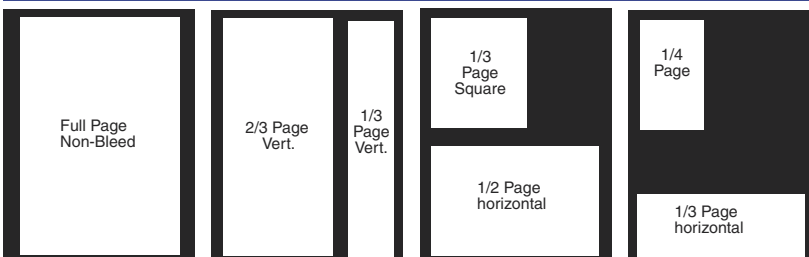 Full Page
Non-Bleed
2/3 Page
Vert.
1/3
Page
Vert.
1/3
Page
Square
1/2 Page
horizontal
1/4
Page
1/3 Page
horizontal